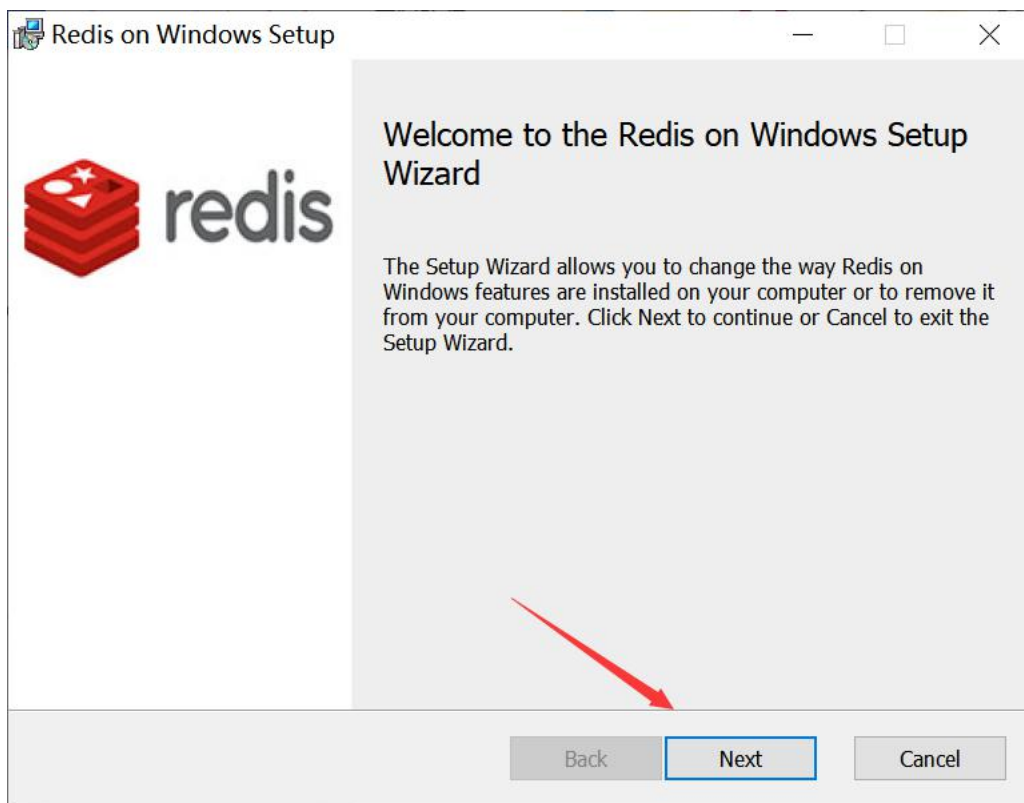 Redis on Windows Setup
redis
Welcome to the Redis on Windows Setup
Wizard
The Setup Wizard allows you to change the way Redis on
Windows features are installed on your computer or to remove it
from your computer. Click Next to continue or Cancel to exit the
Setup Wizard.
Back Next Cancel